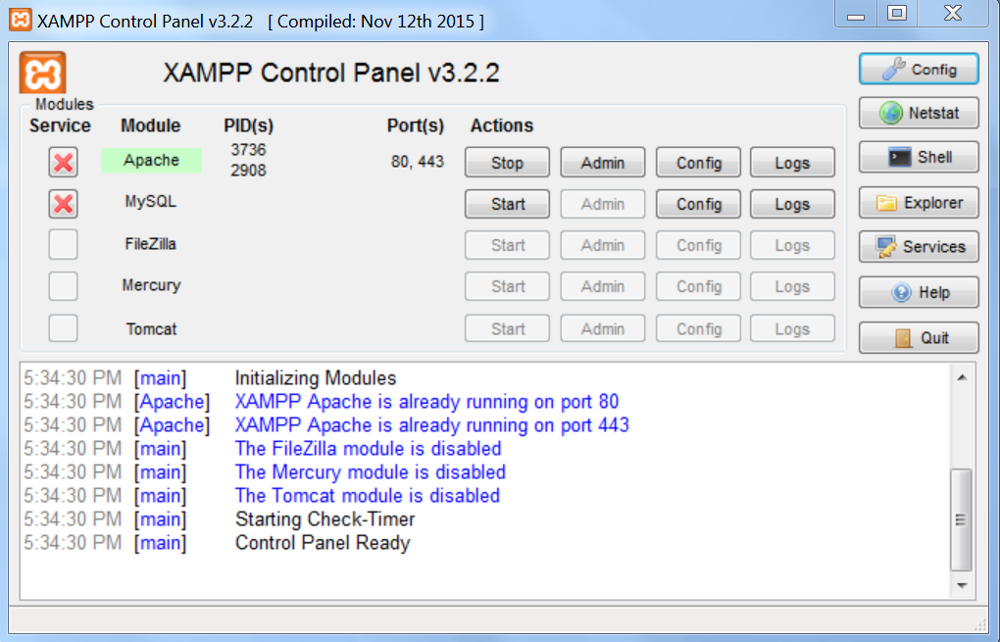 XAMPP Control Panel v3.2.2 [ Compiled: Nov 12th 2015 ]
XAMPP Control Panel v3.2.2
Config
Modules
Service Module PID(s) Port(s) Actions
Netstat
Apache 3736 2908 80, 443 Stop Admin Config Logs
Shell
MySQL Start Admin Config Logs
Explorer
FileZilla Start Admin Config Logs
Services
Mercury Start Admin Config Logs
Help
Tomcat Start Admin Config Logs
Quit
5:34:30 PM [main] Initializing Modules
5:34:30 PM [Apache] XAMPP Apache is already running on port 80
5:34:30 PM [Apache] XAMPP Apache is already running on port 443
5:34:30 PM [main] The FileZilla module is disabled
5:34:30 PM [main] The Mercury module is disabled
5:34:30 PM [main] The Tomcat module is disabled
5:34:30 PM [main] Starting Check-Timer
5:34:30 PM [main] Control Panel Ready